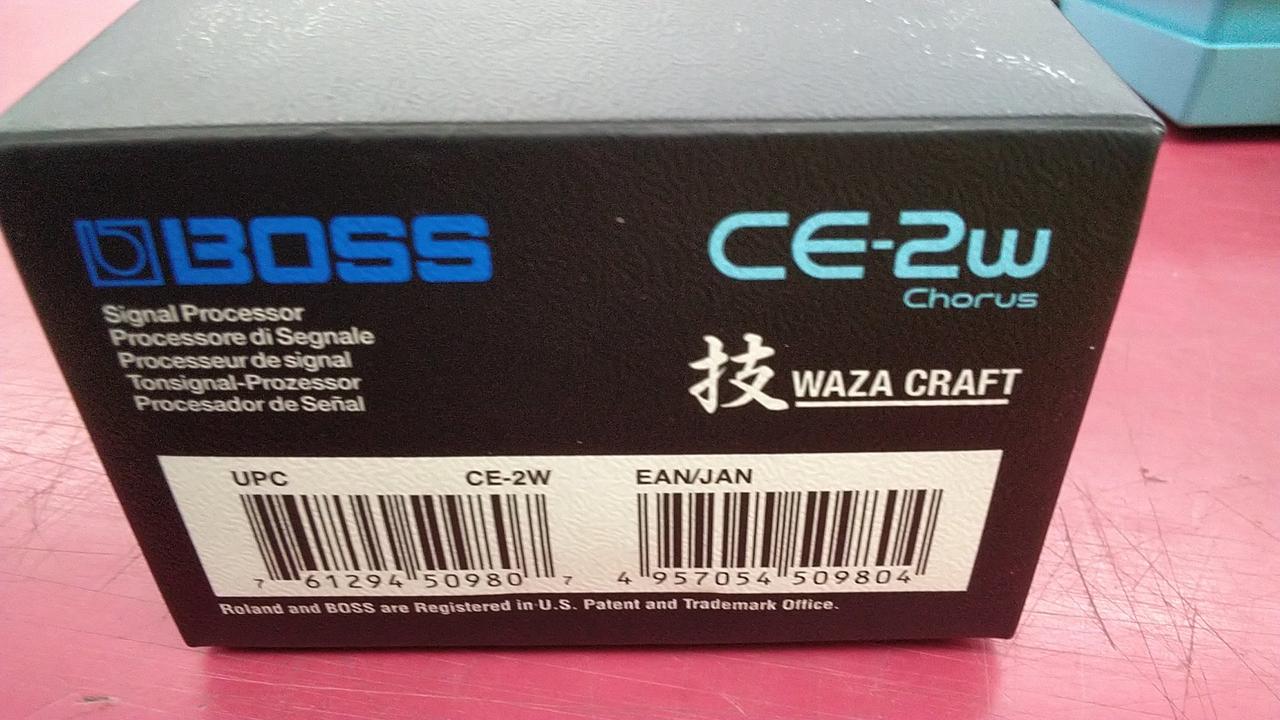 BOSS
Signal Processor
Processore di Segnale
Processeur de signal
Tonsignal-Prozessor
Procesador de Señal
CE-2w
Chorus
技 WAZA CRAFT
UPC CE-2W
7 61294 50980 7
EAN/JAN
4 957054 509804
Roland and BOSS are Registered in U.S. Patent and Trademark Office.